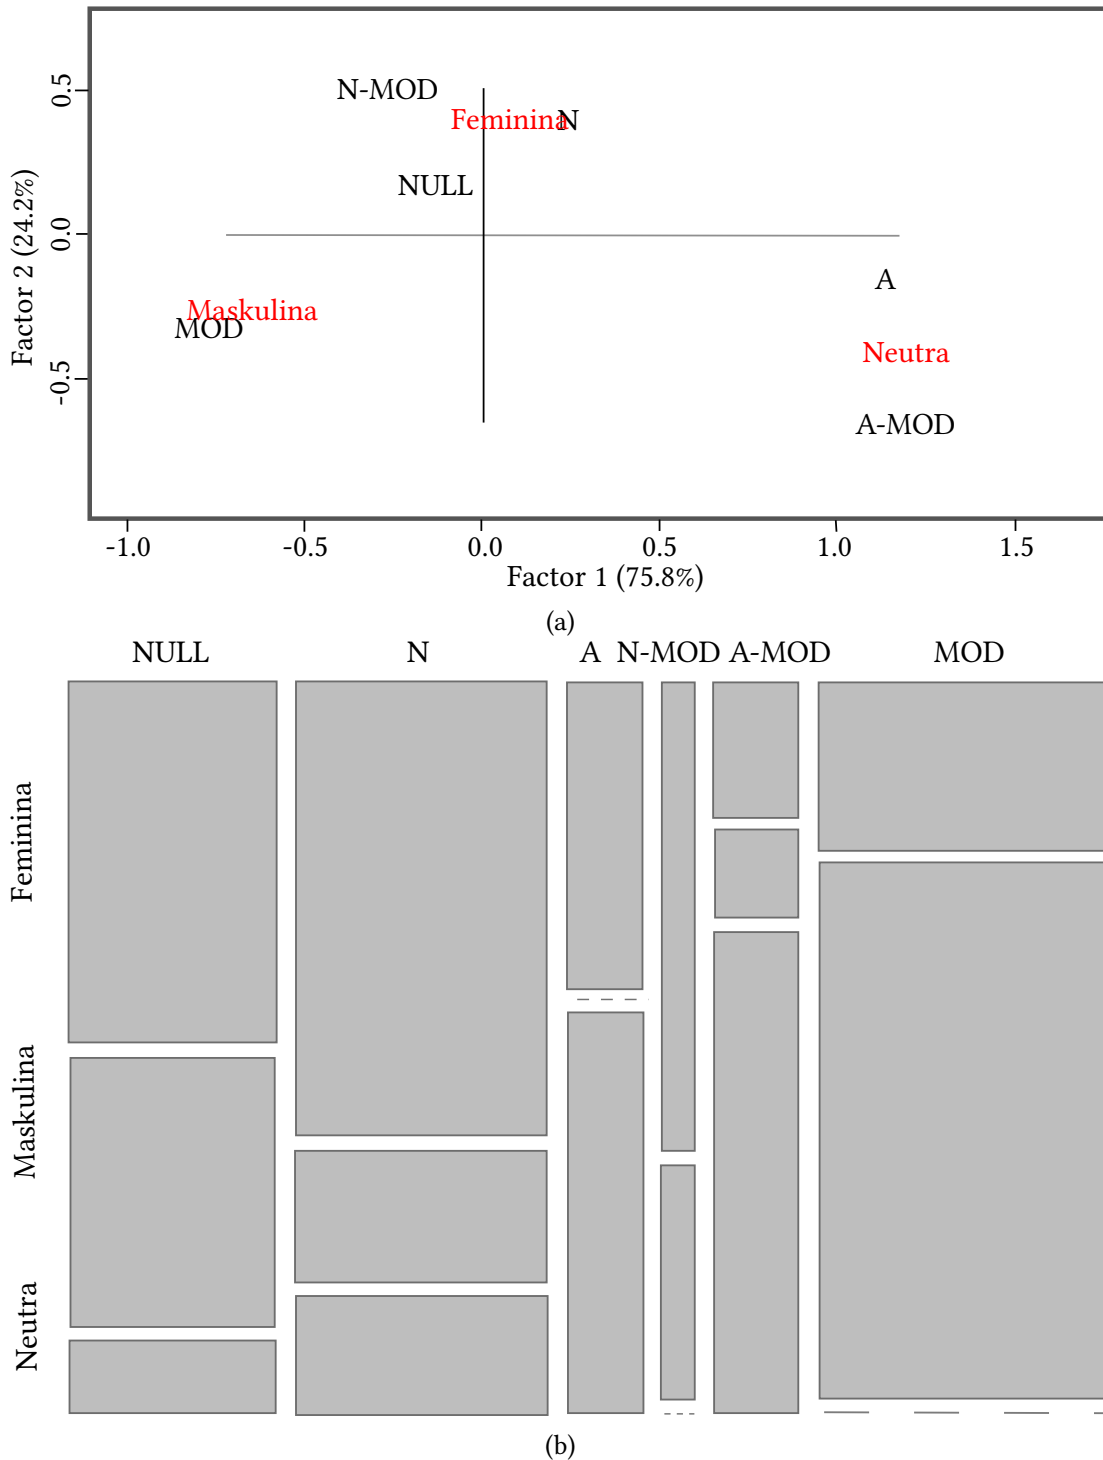 0.5
0.0
-0.5
Factor 2 (24.2%)
N-MOD
Feminina
N
NULL
A
Maskulina
MOD
Neutra
A-MOD
-1.0 -0.5 0.0 0.5 1.0 1.5
Factor 1 (75.8%)
(a)
NULL N A N-MOD A-MOD MOD
Feminina
Maskulina
Neutra
(b)